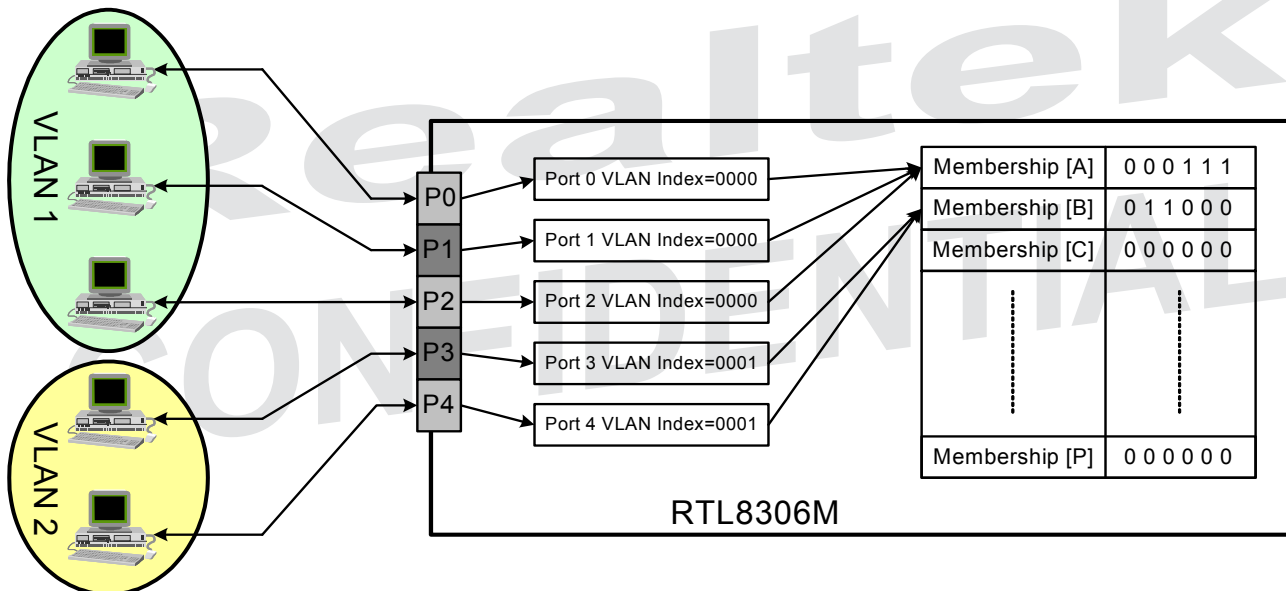 Realtek
CONFIDENTIAL
VLAN 1
VLAN 2
P0
P1
P2
P3
P4
Port 0 VLAN Index=0000
Port 1 VLAN Index=0000
Port 2 VLAN Index=0000
Port 3 VLAN Index=0001
Port 4 VLAN Index=0001
Membership [A] 0 0 0 1 1 1
Membership [B] 0 1 1 0 0 0
Membership [C] 0 0 0 0 0 0
Membership [P] 0 0 0 0 0 0
RTL8306M